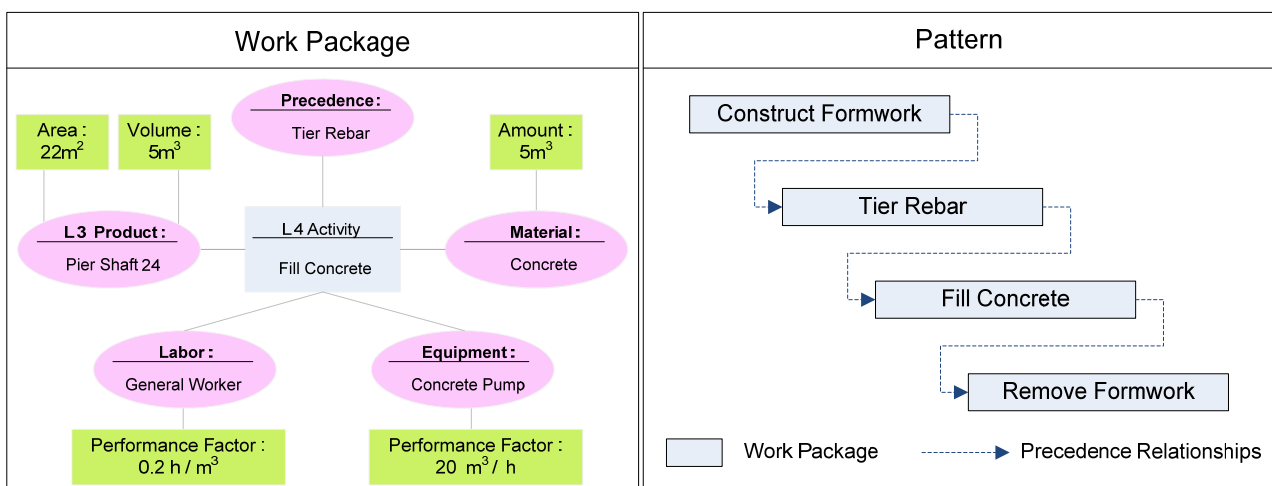 Work Package
Precedence:
Tier Rebar
Area :
22m²
Volume :
5m³
Amount :
5m³
L3 Product:
Pier Shaft 24
L4 Activity
Fill Concrete
Material:
Concrete
Labor:
General Worker
Equipment:
Concrete Pump
Performance Factor :
0.2 h / m³
Performance Factor :
20 m³ / h
Pattern
Construct Formwork
Tier Rebar
Fill Concrete
Remove Formwork
Work Package
Precedence Relationships